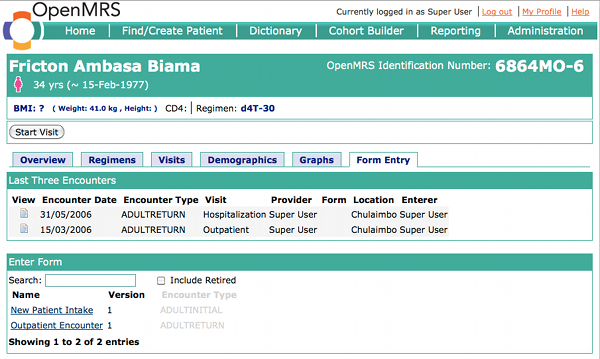 OpenMRS
Currently logged in as Super User | Log out | My Profile | Help
Home | Find/Create Patient | Dictionary | Cohort Builder | Reporting | Administration
Fricton Ambasa Biama
OpenMRS Identification Number: 6864MO-6
34 yrs (~ 15-Feb-1977)
BMI: ? ( Weight: 41.0 kg , Height: ) CD4: | Regimen: d4T-30
Start Visit
Overview Regimens Visits Demographics Graphs Form Entry
Last Three Encounters
View Encounter Date Encounter Type Visit Provider Form Location Enterer
31/05/2006 ADULTRETURN Hospitalization Super User Chulaimbo Super User
15/03/2006 ADULTRETURN Outpatient Super User Chulaimbo Super User
Enter Form
Search: Include Retired
Name Version Encounter Type
New Patient Intake 1 ADULTINITIAL
Outpatient Encounter 1 ADULTRETURN
Showing 1 to 2 of 2 entries